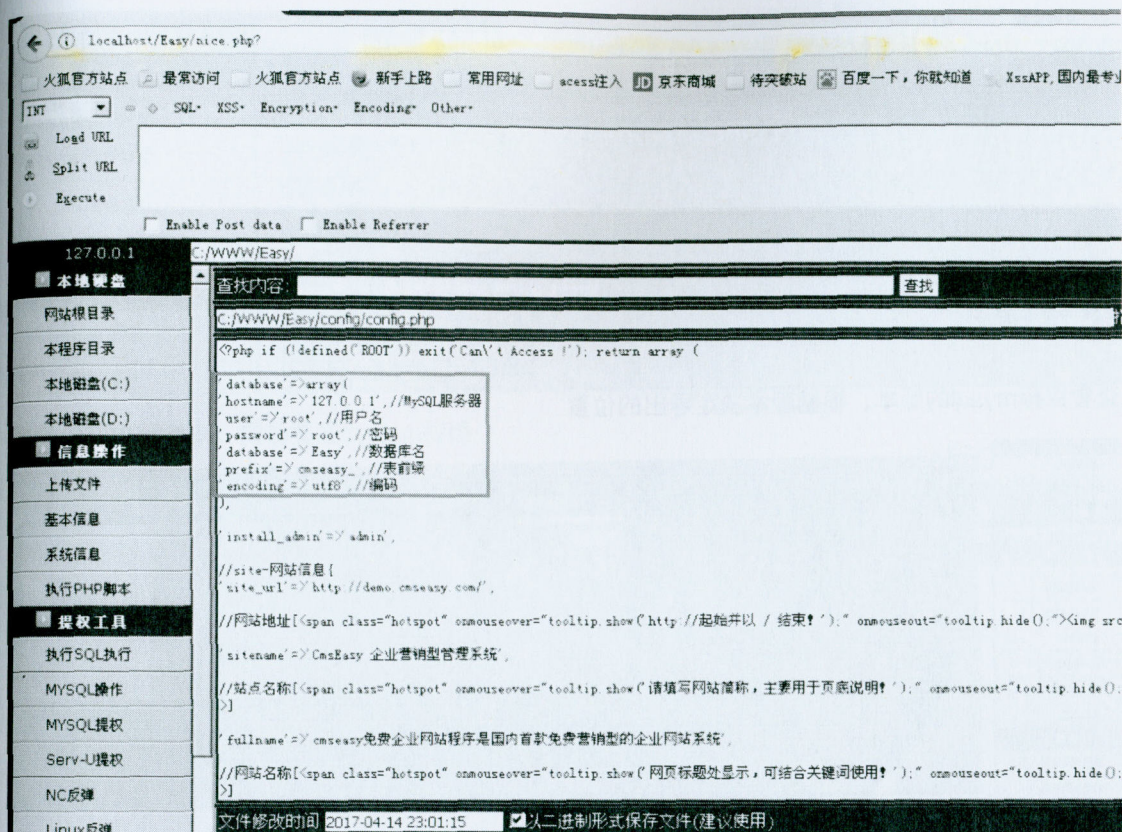 localhost/Easy/nice.php?
火狐官方站点 最常访问 火狐官方站点 新手上路 常用网址 acess注入 JD 京东商城 待突破站 百度一下，你就知道 XssAPP,国内最专业
INT SQL- XSS- Encryption- Encoding- Other-
Load URL
Split URL
Execute
Enable Post data Enable Referrer
127.0.0.1 C:/WWW/Easy/
本地硬盘
网站根目录
本程序目录
本地磁盘(C:)
本地磁盘(D:)
信息操作
上传文件
基本信息
系统信息
执行PHP脚本
提权工具
执行SQL执行
MYSQL操作
MYSQL提权
Serv-U提权
NC反弹
Linux反弹
查找内容: 查找
C:/WWW/Easy/config/config.php
<?php if (!defined('ROOT')) exit('Can\'t Access !'); return array (
'database'=>array(
'hostname'=>'127.0.0.1',//MySQL服务器
'user'=>'root',//用户名
'password'=>'root',//密码
'database'=>'Easy',//数据库名
'prefix'=>'cmseasy_',//表前缀
'encoding'=>'utf8',//编码
),
'install_admin'=>'admin',
//site-网站信息{
'site_url'=>'http://demo.cmseasy.com/',
//网站地址[<span class="hotspot" onmouseover="tooltip.show('http://起始并以 / 结束！');" onmouseout="tooltip.hide();"><img src
'sitename'=>'CmsEasy 企业营销型管理系统',
//站点名称[<span class="hotspot" onmouseover="tooltip.show('请填写网站简称，主要用于页底说明！');" onmouseout="tooltip.hide();
>]
'fullname'=>'cmseasy免费企业网站程序是国内首款免费营销型的企业网站系统',
//网站名称[<span class="hotspot" onmouseover="tooltip.show('网页标题处显示，可结合关键词使用！');" onmouseout="tooltip.hide();
>]
文件修改时间 2017-04-14 23:01:15 以二进制形式保存文件(建议使用)